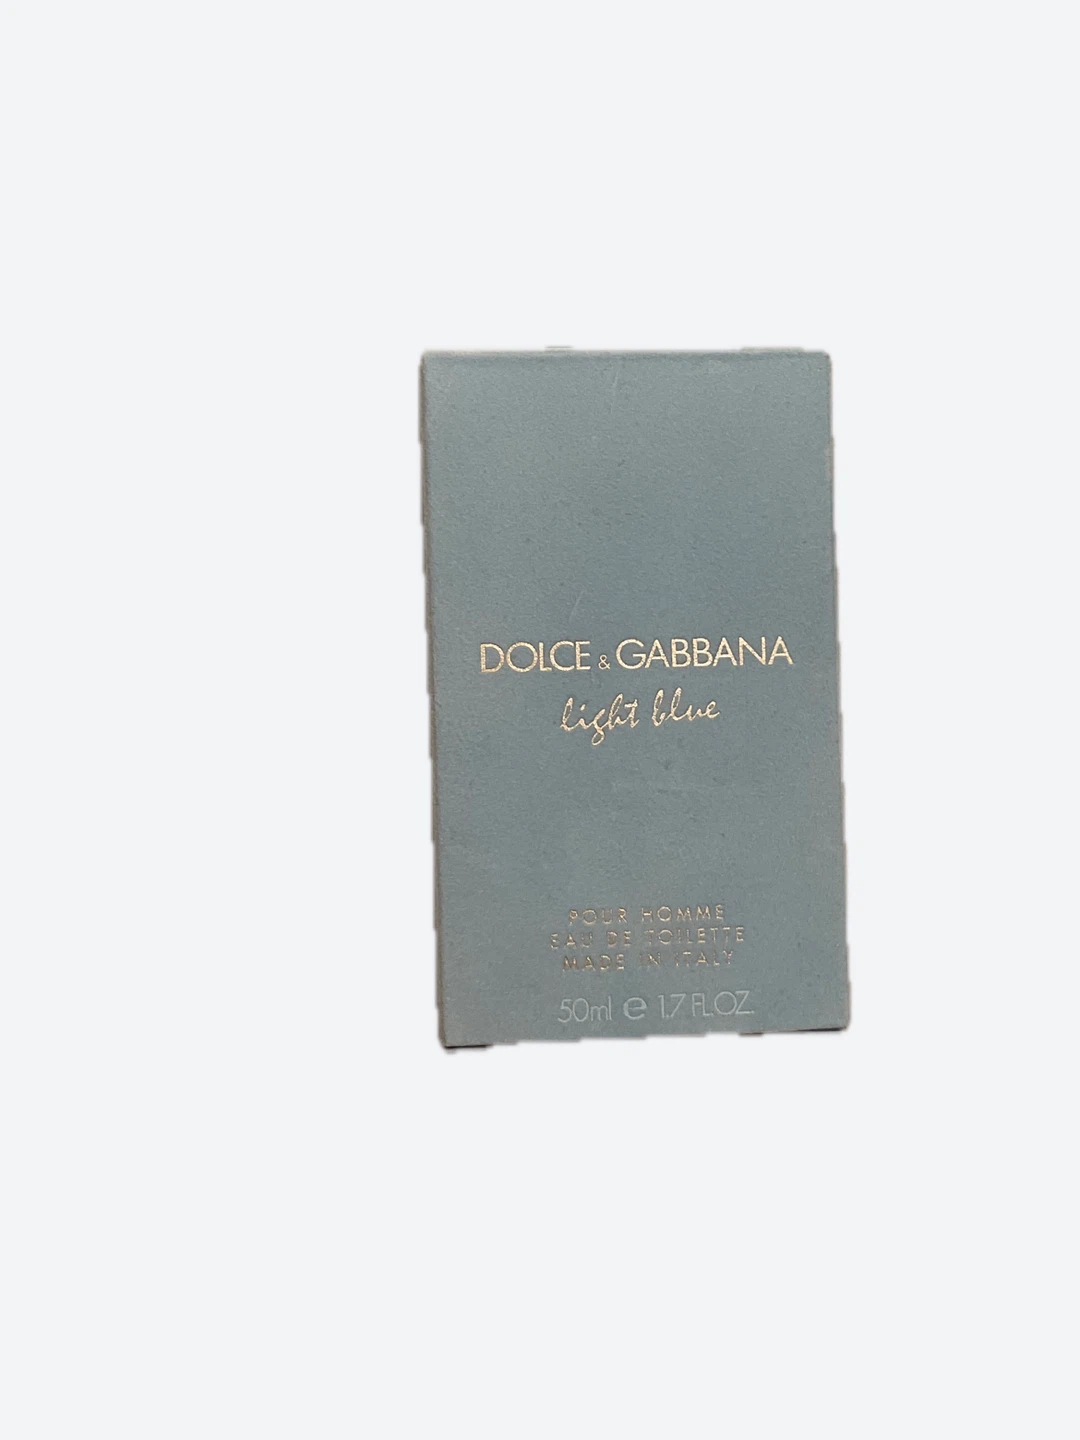 DOLCE & GABBANA
light blue
POUR HOMME
EAU DE TOILETTE
MADE IN ITALY
50ml ℮ 1.7 FL.OZ.